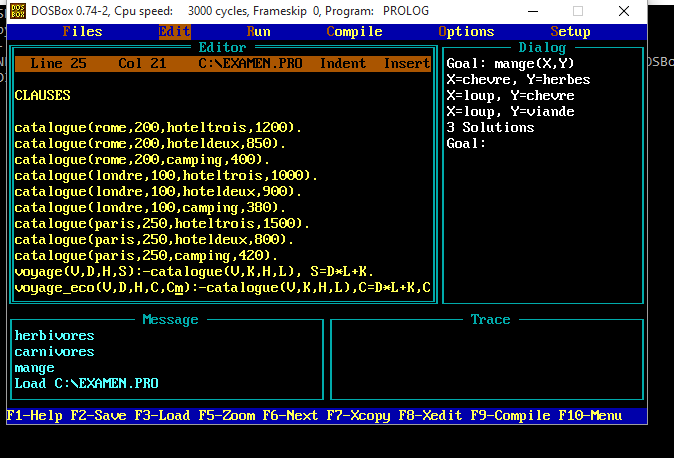 DOSBox 0.74-2, Cpu speed: 3000 cycles, Frameskip 0, Program: PROLOG
Files Edit Run Compile Options Setup
Editor
Line 25 Col 21 C:\EXAMEN.PRO Indent Insert
CLAUSES
catalogue(rome,200,hoteltrois,1200).
catalogue(rome,200,hoteldeux,850).
catalogue(rome,200,camping,400).
catalogue(londre,100,hoteltrois,1000).
catalogue(londre,100,hoteldeux,900).
catalogue(londre,100,camping,380).
catalogue(paris,250,hoteltrois,1500).
catalogue(paris,250,hoteldeux,800).
catalogue(paris,250,camping,420).
voyage(V,D,H,S):-catalogue(V,K,H,L), S=D*L+K.
voyage_eco(V,D,H,C,Cm):-catalogue(V,K,H,L),C=D*L+K,C
Dialog
Goal: mange(X,Y)
X=chevre, Y=herbes
X=loup, Y=chevre
X=loup, Y=viande
3 Solutions
Goal:
Message
herbivores
carnivores
mange
Load C:\EXAMEN.PRO
Trace
F1-Help F2-Save F3-Load F5-Zoom F6-Next F7-Xcopy F8-Xedit F9-Compile F10-Menu